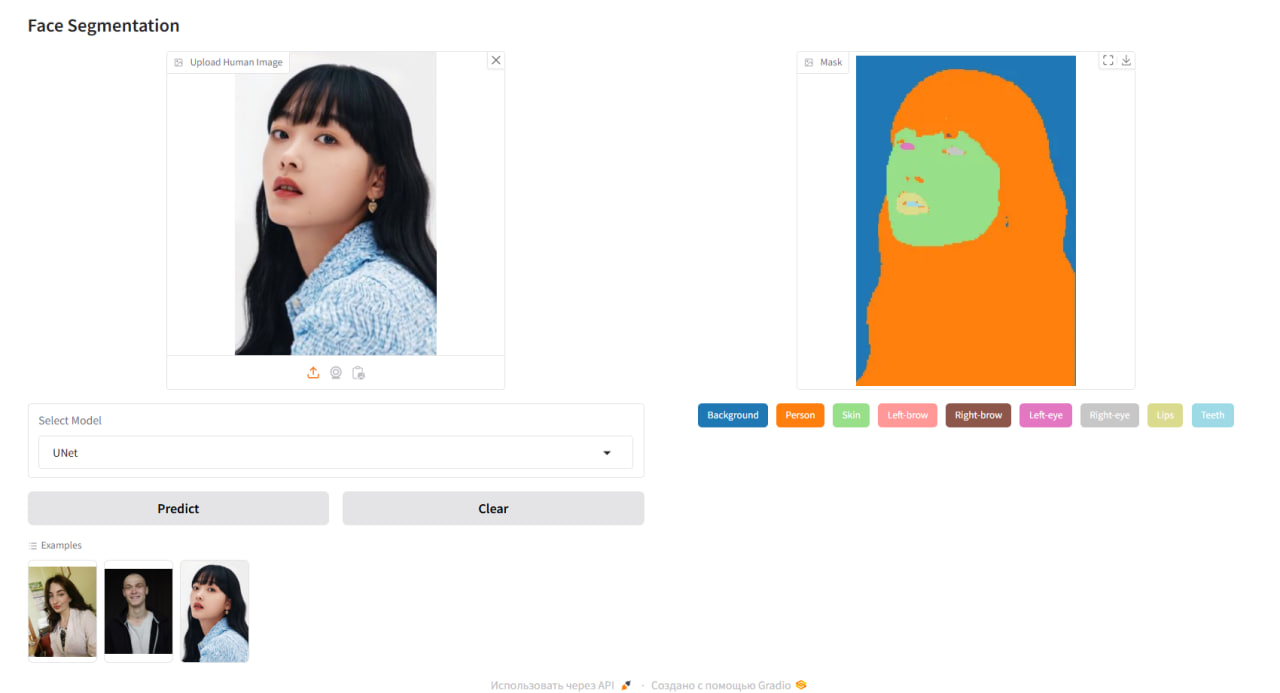 Face Segmentation
Upload Human Image
Mask
Background Person Skin Left-brow Right-brow Left-eye Right-eye Lips Teeth
Select Model
UNet
Predict
Clear
Examples
Использовать через API · Создано с помощью Gradio